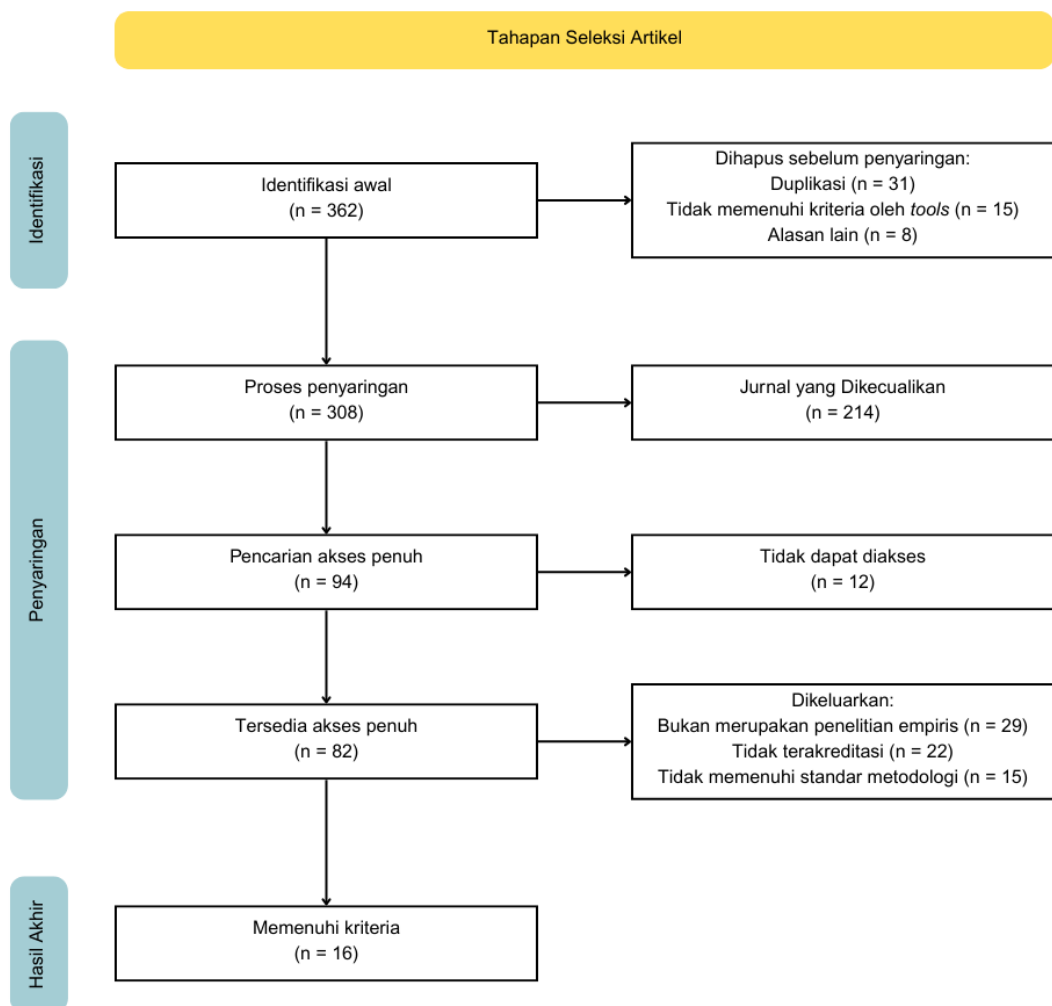 Tahapan Seleksi Artikel
Identifikasi
Identifikasi awal
(n = 362)
Dihapus sebelum penyaringan:
Duplikasi (n = 31)
Tidak memenuhi kriteria oleh tools (n = 15)
Alasan lain (n = 8)
Penyaringan
Proses penyaringan
(n = 308)
Jurnal yang Dikecualikan
(n = 214)
Pencarian akses penuh
(n = 94)
Tidak dapat diakses
(n = 12)
Tersedia akses penuh
(n = 82)
Dikeluarkan:
Bukan merupakan penelitian empiris (n = 29)
Tidak terakreditasi (n = 22)
Tidak memenuhi standar metodologi (n = 15)
Hasil Akhir
Memenuhi kriteria
(n = 16)